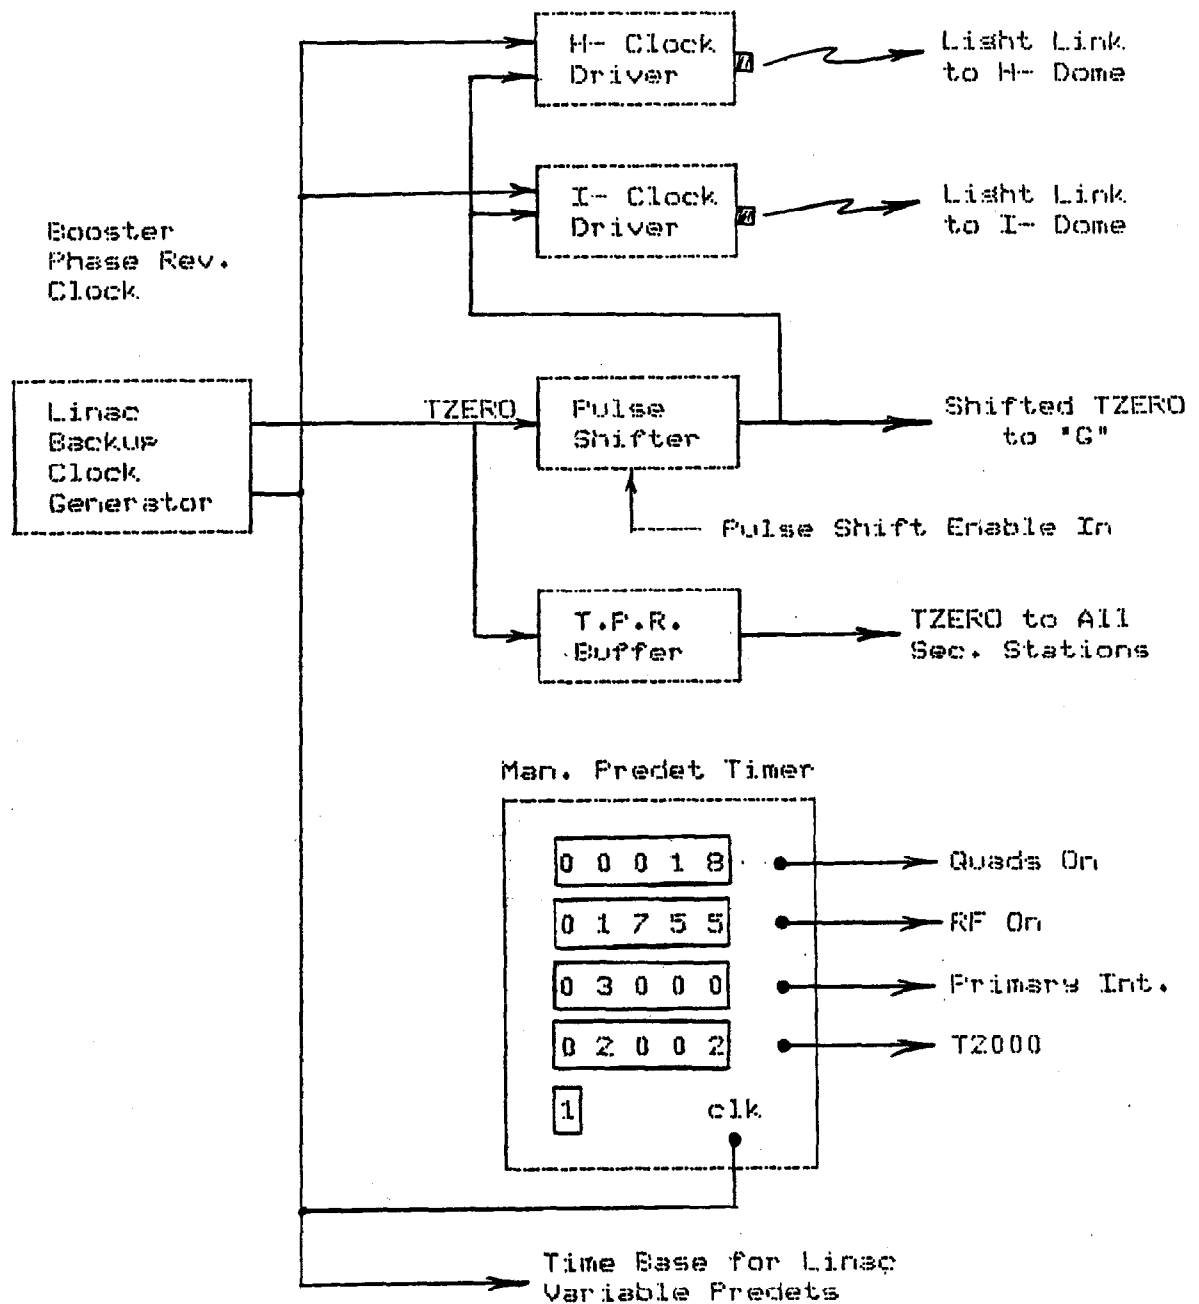 H- Clock
Driver
Light Link
to H- Dome
I- Clock
Driver
Light Link
to I- Dome
Booster
Phase Rev.
Clock
Linac
Backup
Clock
Generator
TZERO
Pulse
Shifter
Shifted TZERO
to "G"
Pulse Shift Enable In
T.P.R.
Buffer
TZERO to All
Sec. Stations
Man. Predet Timer
0 0 0 1 8
Quads On
0 1 7 5 5
RF On
0 3 0 0 0
Primary Int.
0 2 0 0 2
T2000
1
clk
Time Base for Linac
Variable Predets